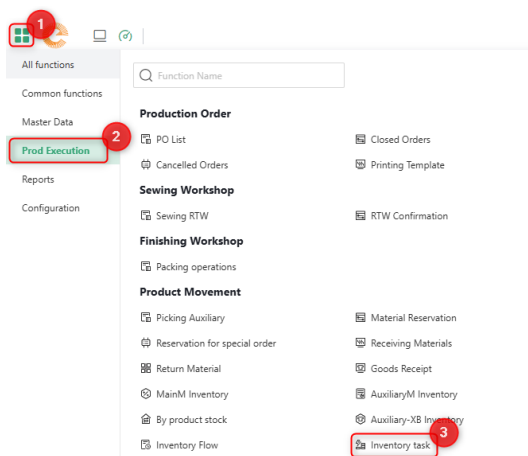 1
All functions
Function Name
Common functions
Production Order
Master Data
2
PO List
Closed Orders
Prod Execution
Cancelled Orders
Printing Template
Reports
Sewing Workshop
Configuration
Sewing RTW
RTW Confirmation
Finishing Workshop
Packing operations
Product Movement
Picking Auxiliary
Material Reservation
Reservation for special order
Receiving Materials
Return Material
Goods Receipt
MainM Inventory
AuxiliaryM Inventory
By product stock
Auxiliary-XB Inventory
3
Inventory Flow
Inventory task